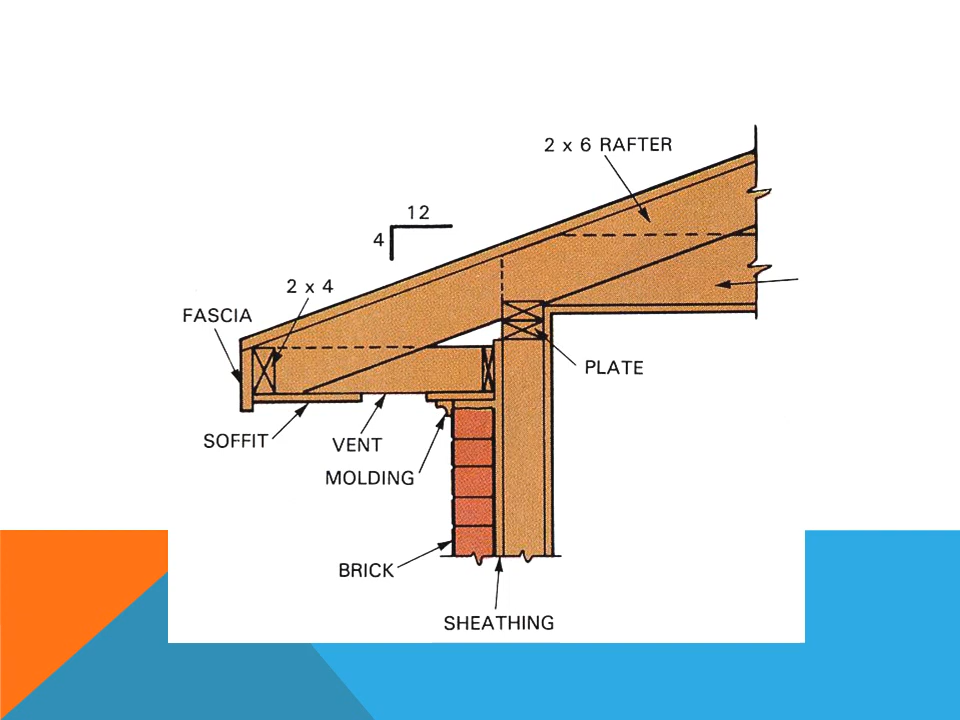 2 x 6 RAFTER
12
4
2 x 4
FASCIA
PLATE
SOFFIT
VENT
MOLDING
BRICK
SHEATHING